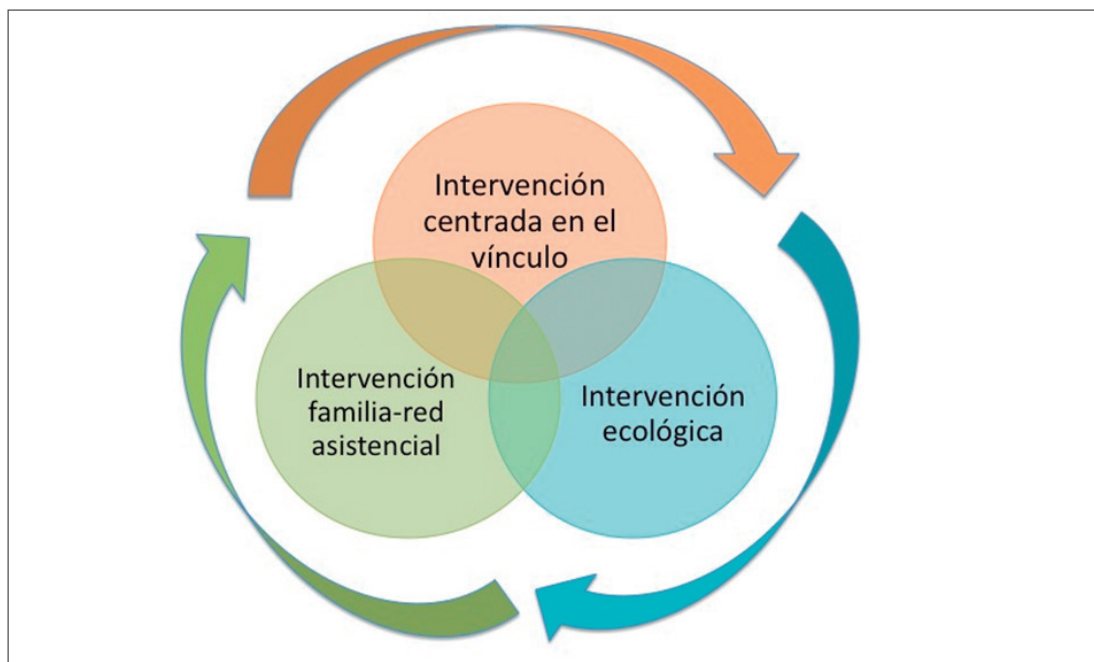 Intervención
centrada en el
vínculo
Intervención
familia-red
asistencial
Intervención
ecológica